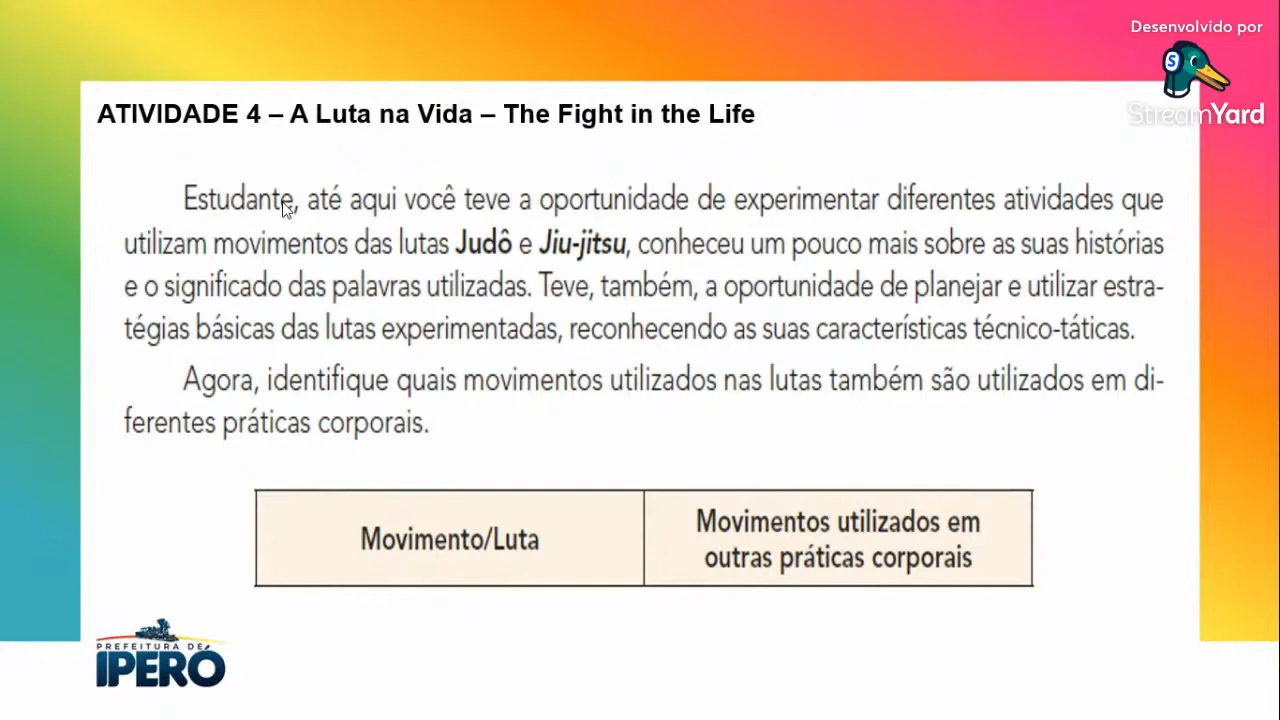 Desenvolvido por
StreamYard
ATIVIDADE 4 – A Luta na Vida – The Fight in the Life
Estudante, até aqui você teve a oportunidade de experimentar diferentes atividades que
utilizam movimentos das lutas Judô e Jiu-jitsu, conheceu um pouco mais sobre as suas histórias
e o significado das palavras utilizadas. Teve, também, a oportunidade de planejar e utilizar estra-
tégias básicas das lutas experimentadas, reconhecendo as suas características técnico-táticas.
Agora, identifique quais movimentos utilizados nas lutas também são utilizados em di-
ferentes práticas corporais.
Movimento/Luta
Movimentos utilizados em
outras práticas corporais
PREFEITURA DE
IPERÓ